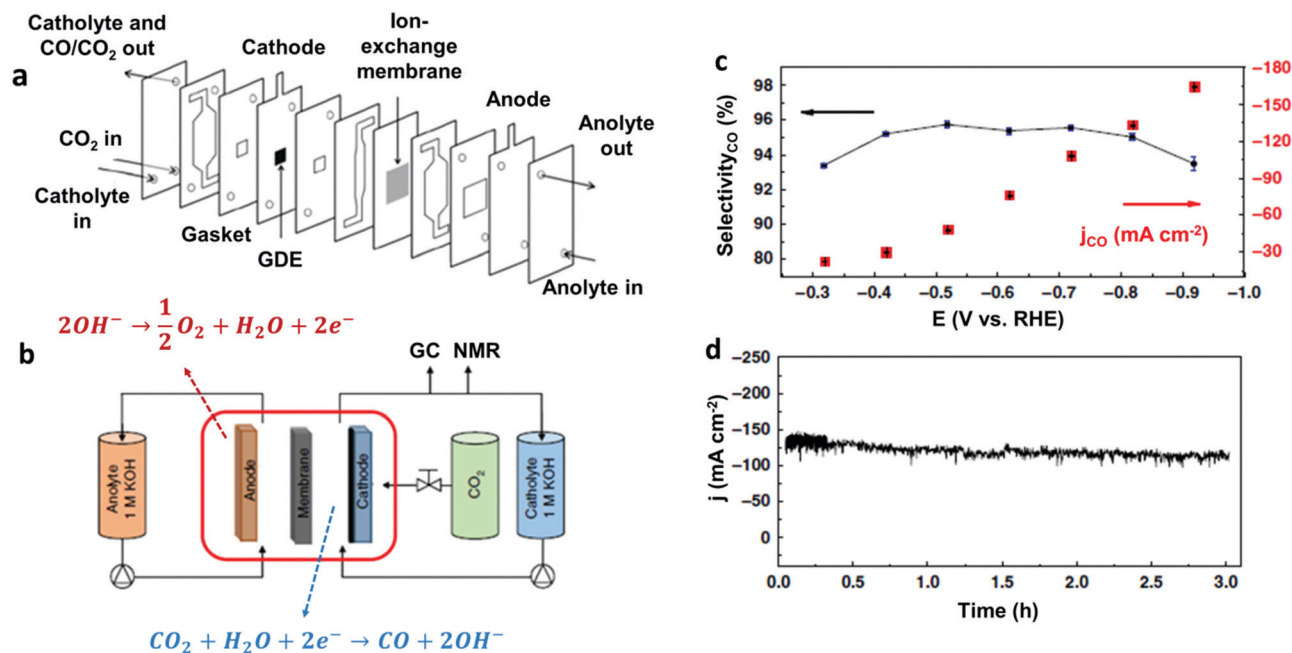 a
Catholyte and
CO/CO₂ out
Cathode
Ion-
exchange
membrane
Anode
Anolyte
out
CO₂ in
Catholyte
in
Gasket
GDE
Anolyte in
2OH⁻ → 1/2 O₂ + H₂O + 2e⁻
b
GC NMR
Anolyte
1 M KOH
Anode
Membrane
Cathode
CO₂
Catholyte
1 M KOH
CO₂ + H₂O + 2e⁻ → CO + 2OH⁻
c
Selectivity_CO (%)
98
96
94
92
90
82
80
−180
−150
−120
−90
−60
−30
j_CO (mA cm⁻²)
−0.3 −0.4 −0.5 −0.6 −0.7 −0.8 −0.9 −1.0
E (V vs. RHE)
d
j (mA cm⁻²)
−250
−200
−150
−100
−50
0
0.0 0.5 1.0 1.5 2.0 2.5 3.0
Time (h)